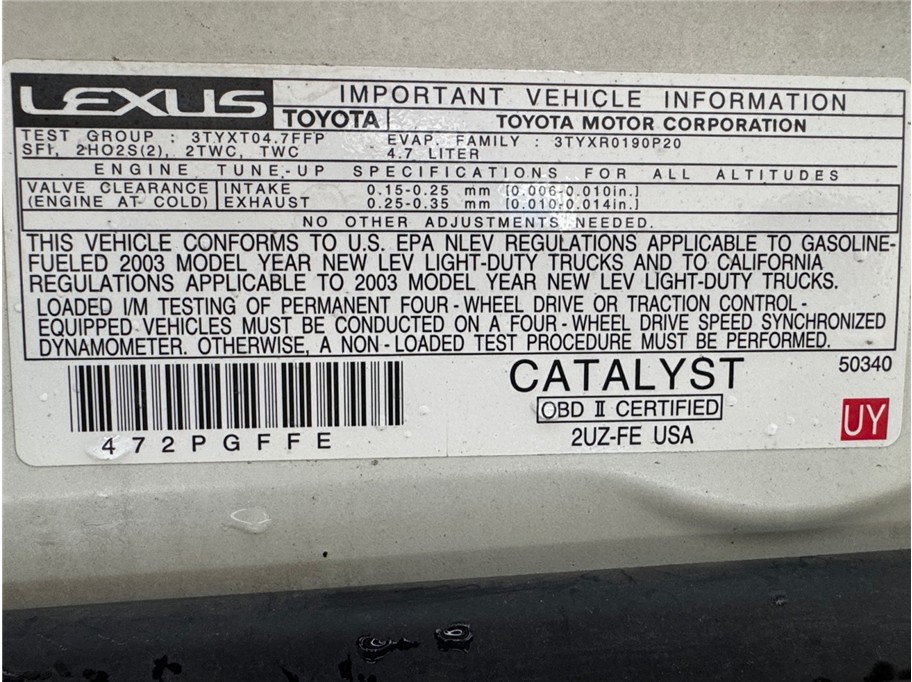 LEXUS
IMPORTANT VEHICLE INFORMATION
TOYOTA TOYOTA MOTOR CORPORATION
TEST GROUP : 3TYXT04.7FFP EVAP. FAMILY : 3TYXR0190P20
SFI, 2HO2S(2), 2TWC, TWC 4.7 LITER
ENGINE TUNE-UP SPECIFICATIONS FOR ALL ALTITUDES
VALVE CLEARANCE INTAKE 0.15-0.25 mm [0.006-0.010in.]
(ENGINE AT COLD) EXHAUST 0.25-0.35 mm [0.010-0.014in.]
NO OTHER ADJUSTMENTS NEEDED.
THIS VEHICLE CONFORMS TO U.S. EPA NLEV REGULATIONS APPLICABLE TO GASOLINE-
FUELED 2003 MODEL YEAR NEW LEV LIGHT-DUTY TRUCKS AND TO CALIFORNIA
REGULATIONS APPLICABLE TO 2003 MODEL YEAR NEW LEV LIGHT-DUTY TRUCKS.
LOADED I/M TESTING OF PERMANENT FOUR-WHEEL DRIVE OR TRACTION CONTROL-
EQUIPPED VEHICLES MUST BE CONDUCTED ON A FOUR-WHEEL DRIVE SPEED SYNCHRONIZED
DYNAMOMETER. OTHERWISE, A NON-LOADED TEST PROCEDURE MUST BE PERFORMED.
CATALYST 50340
OBD II CERTIFIED
UY
472PGFFE 2UZ-FE USA